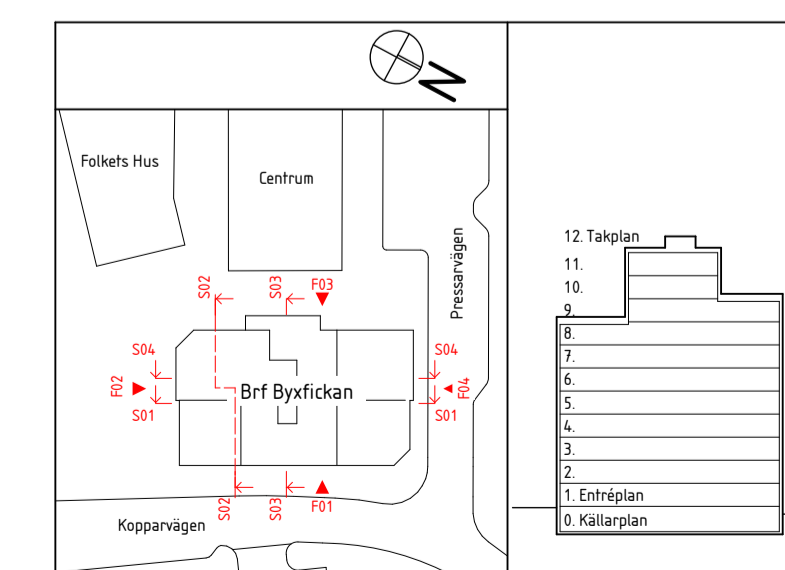 N
Folkets Hus
Centrum
Pressarvägen
S02
S03
F03
S04
S04
F02
Brf Byxfickan
F04
S01
S01
S02
S03
F01
Kopparvägen
12. Takplan
11.
10.
9.
8.
7.
6.
5.
4.
3.
2.
1. Entréplan
0. Källarplan